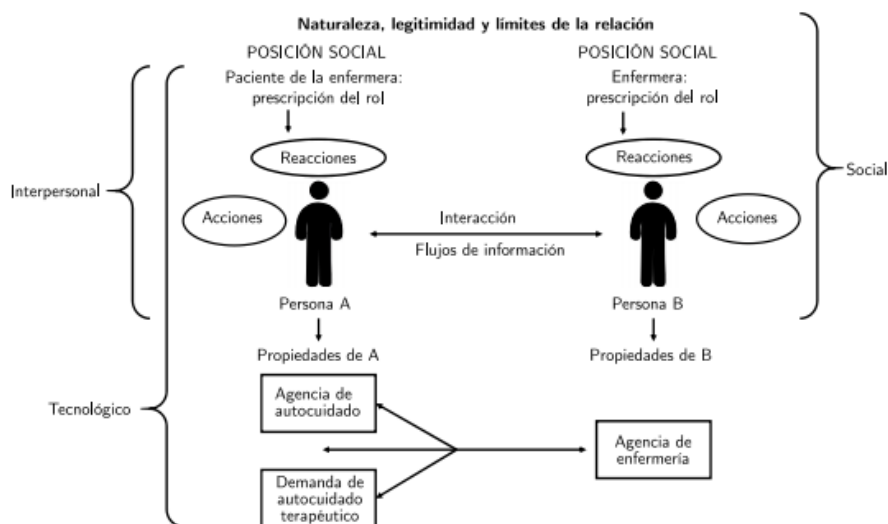 Naturaleza, legitimidad y límites de la relación
POSICIÓN SOCIAL
Paciente de la enfermera:
prescripción del rol
POSICIÓN SOCIAL
Enfermera:
prescripción del rol
Reacciones
Reacciones
Interpersonal
Social
Acciones
Interacción
Flujos de información
Acciones
Persona A
Persona B
Propiedades de A
Propiedades de B
Tecnológico
Agencia de
autocuidado
Agencia de
enfermería
Demanda de
autocuidado
terapéutico